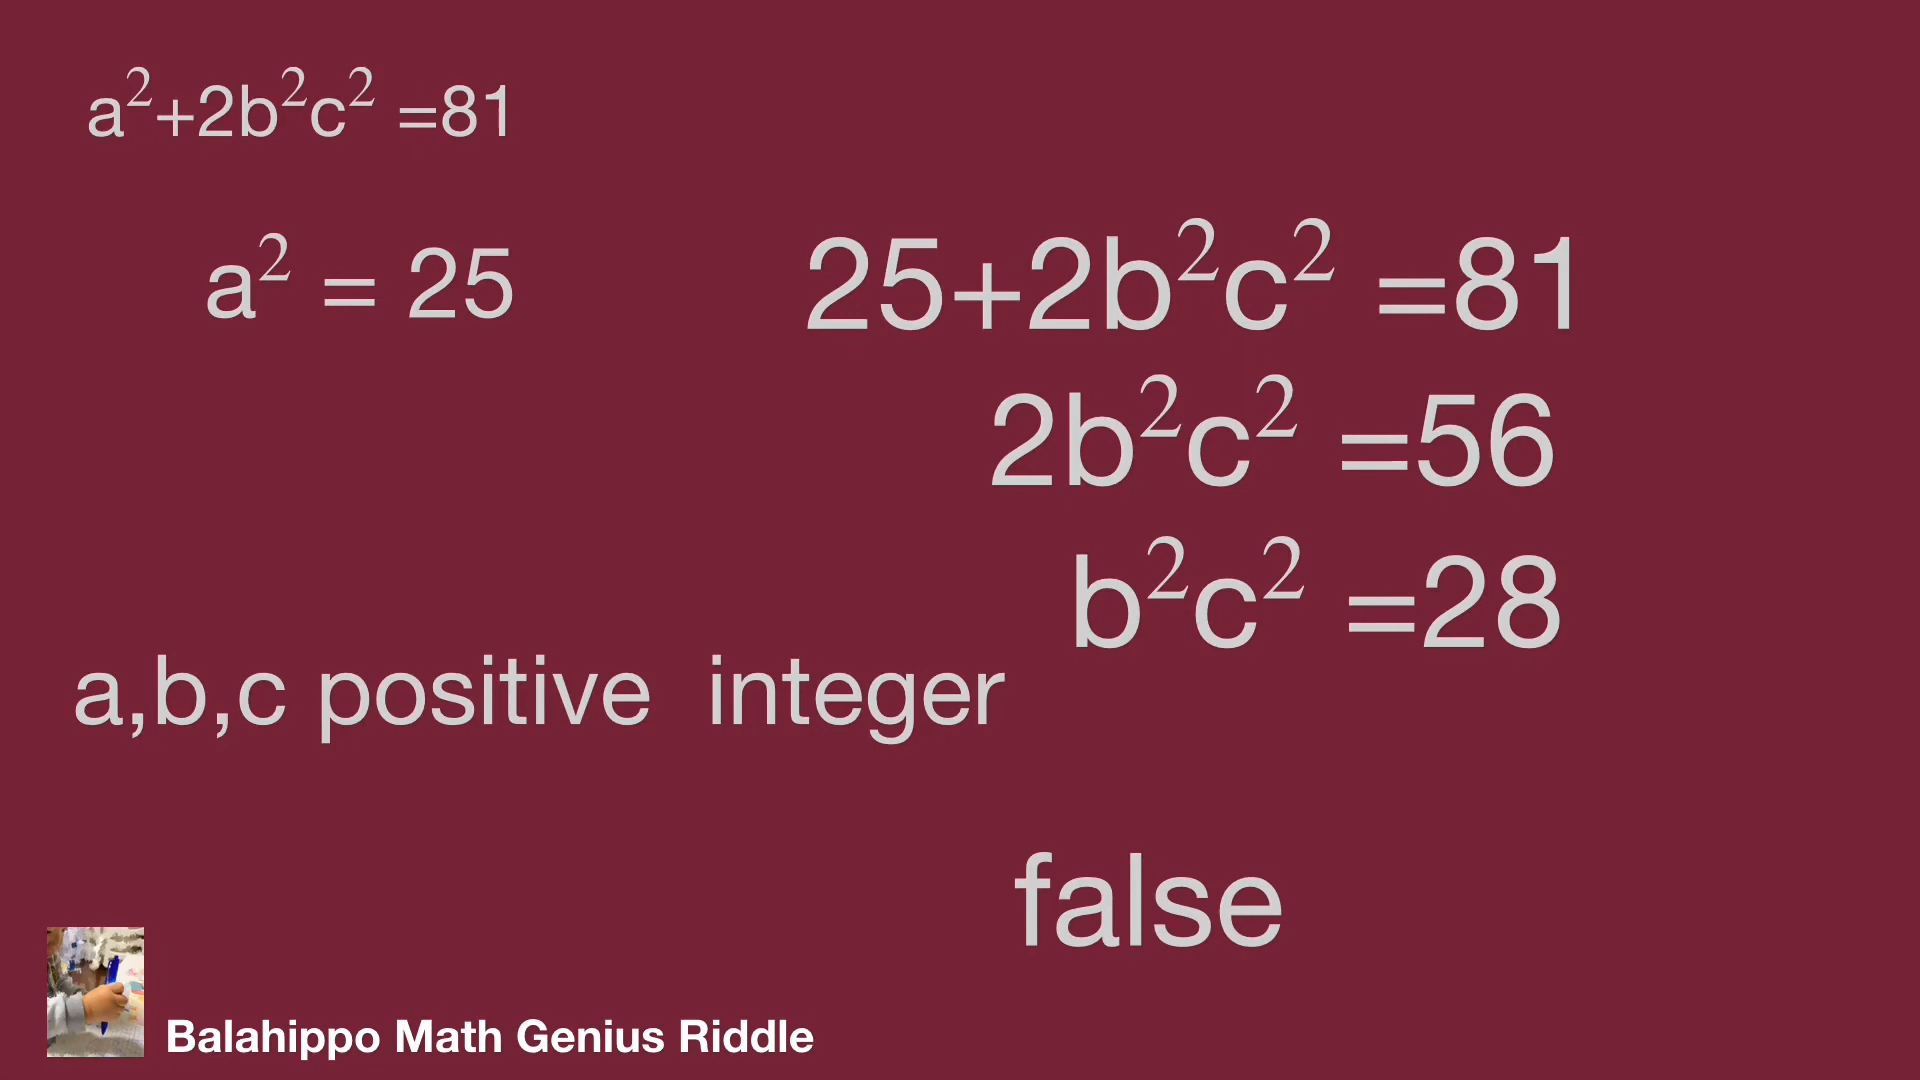 a²+2b²c² =81
a² = 25
25+2b²c² =81
2b²c² =56
b²c² =28
a,b,c positive integer
false
Balahippo Math Genius Riddle